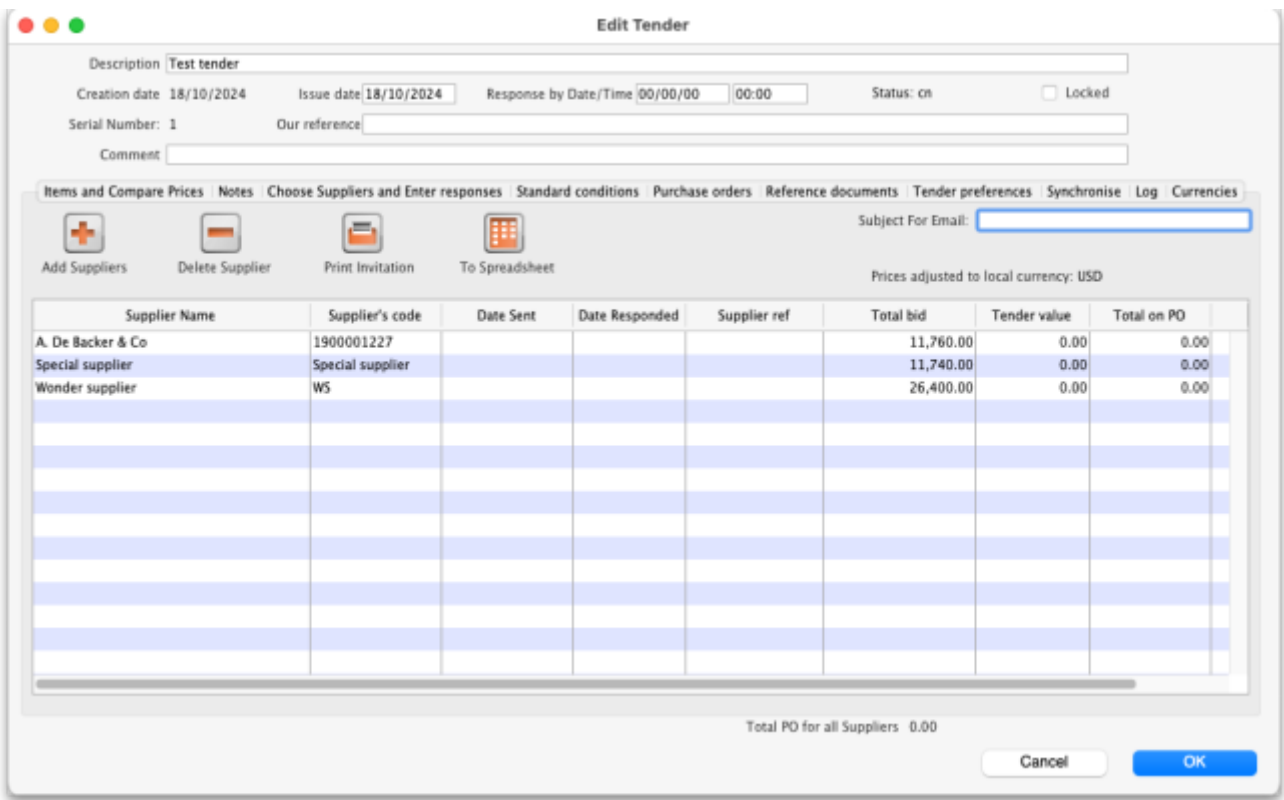 Edit Tender
Description Test tender
Creation date 18/10/2024 Issue date 18/10/2024 Response by Date/Time 00/00/00 00:00 Status: cn Locked
Serial Number: 1 Our reference
Comment
Items and Compare Prices Notes Choose Suppliers and Enter responses Standard conditions Purchase orders Reference documents Tender preferences Synchronise Log Currencies
Subject For Email:
Add Suppliers Delete Supplier Print Invitation To Spreadsheet
Prices adjusted to local currency: USD
Supplier Name Supplier's code Date Sent Date Responded Supplier ref Total bid Tender value Total on PO
A. De Backer & Co 1900001227 11,760.00 0.00 0.00
Special supplier Special supplier 11,740.00 0.00 0.00
Wonder supplier WS 26,400.00 0.00 0.00
Total PO for all Suppliers 0.00
Cancel OK